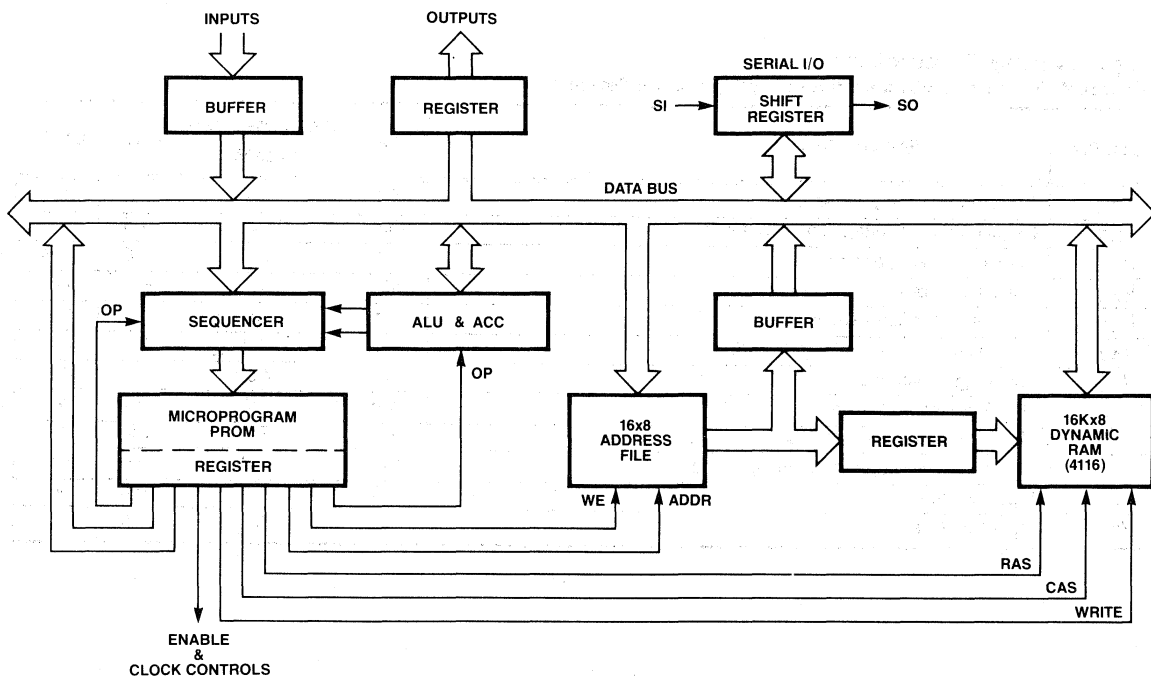 INPUTS
OUTPUTS
SERIAL I/O
BUFFER
REGISTER
SI
SHIFT
REGISTER
SO
DATA BUS
OP
SEQUENCER
ALU & ACC
BUFFER
OP
MICROPROGRAM
PROM
REGISTER
16x8
ADDRESS
FILE
REGISTER
16Kx8
DYNAMIC
RAM
(4116)
WE
ADDR
RAS
CAS
WRITE
ENABLE
&
CLOCK CONTROLS